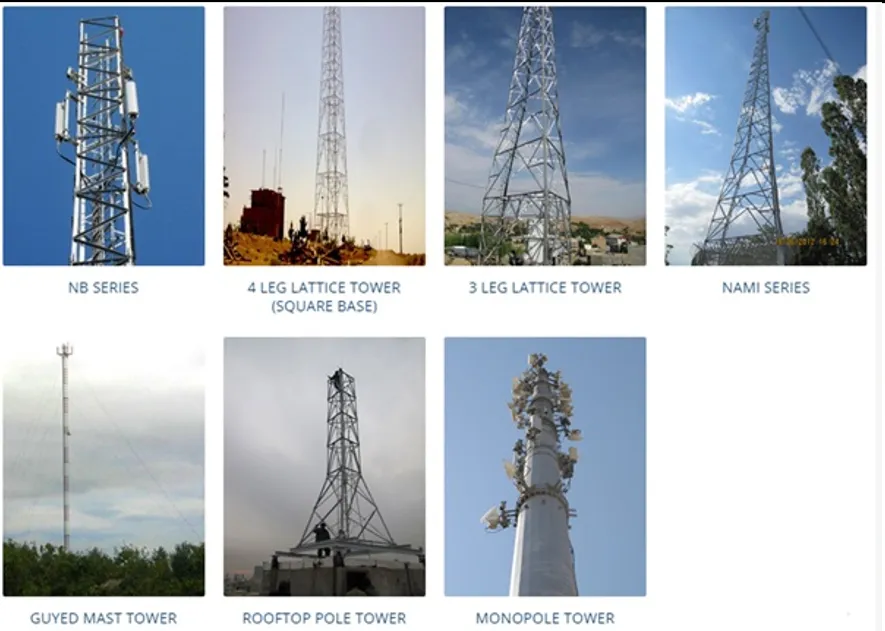 NB SERIES
4 LEG LATTICE TOWER
(SQUARE BASE)
3 LEG LATTICE TOWER
NAMI SERIES
GUYED MAST TOWER
ROOFTOP POLE TOWER
MONOPOLE TOWER